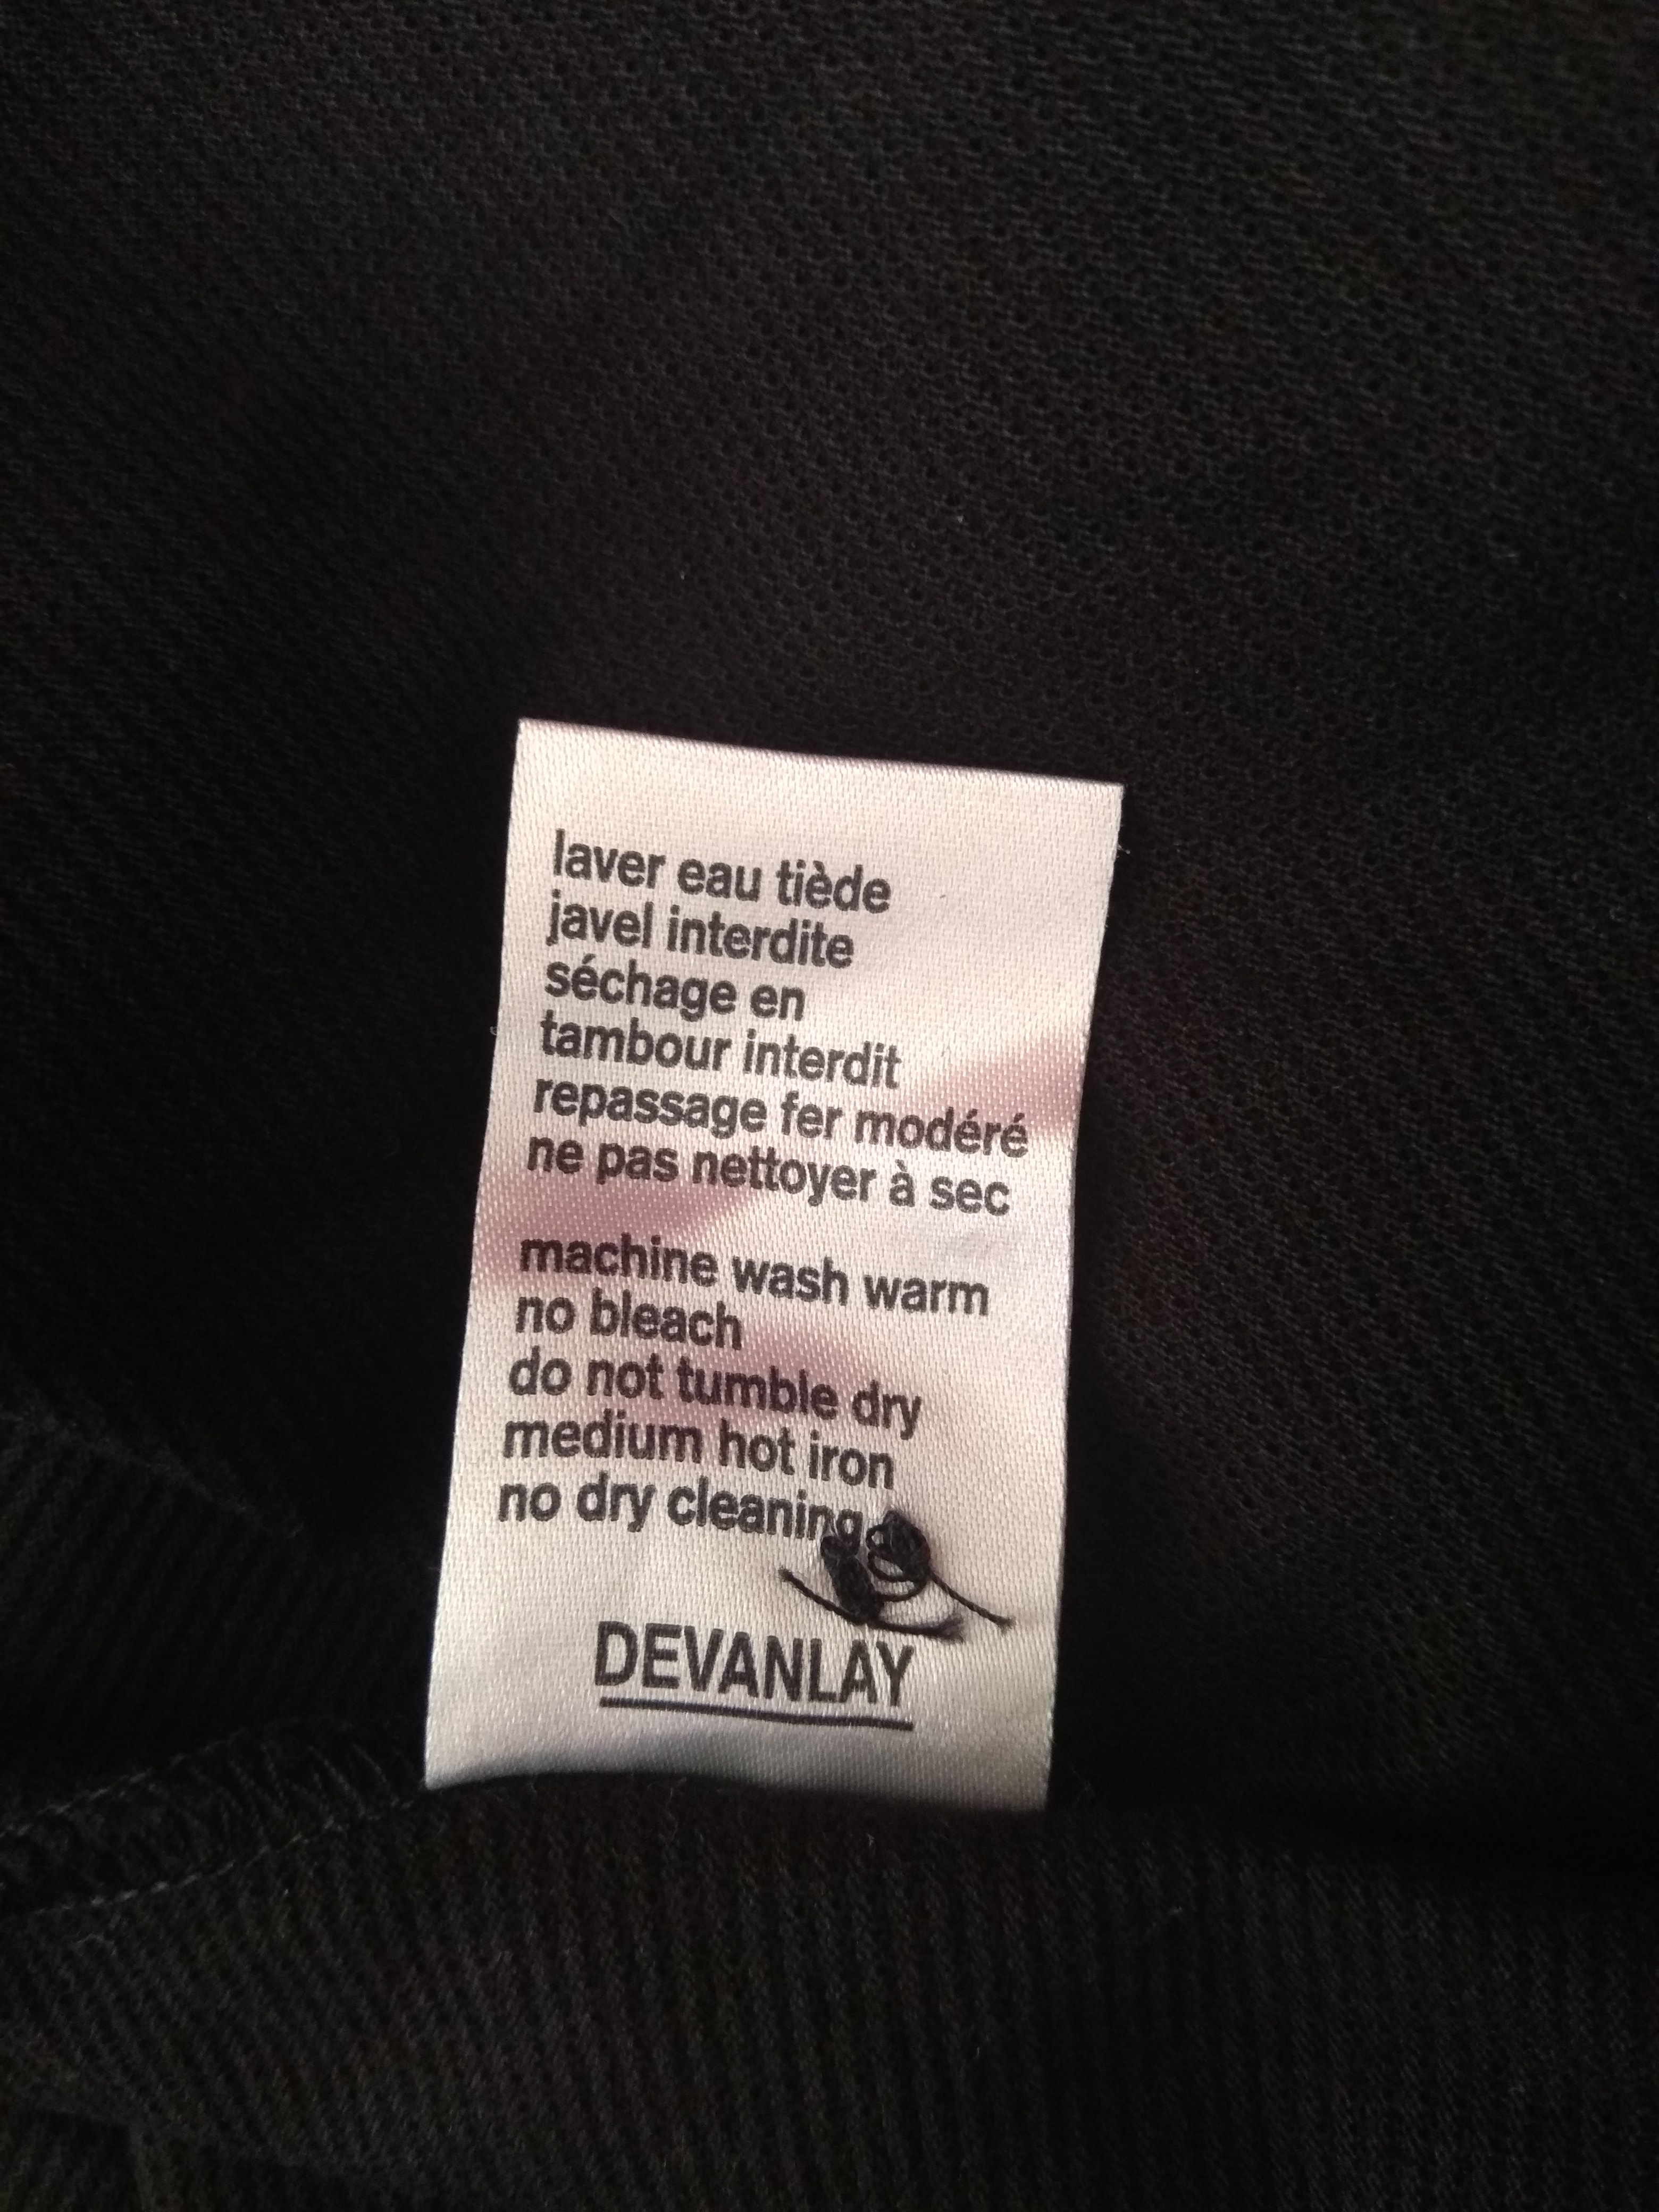 laver eau tiède
javel interdite
séchage en
tambour interdit
repassage fer modéré
ne pas nettoyer à sec
machine wash warm
no bleach
do not tumble dry
medium hot iron
no dry cleaning
DEVANLAY